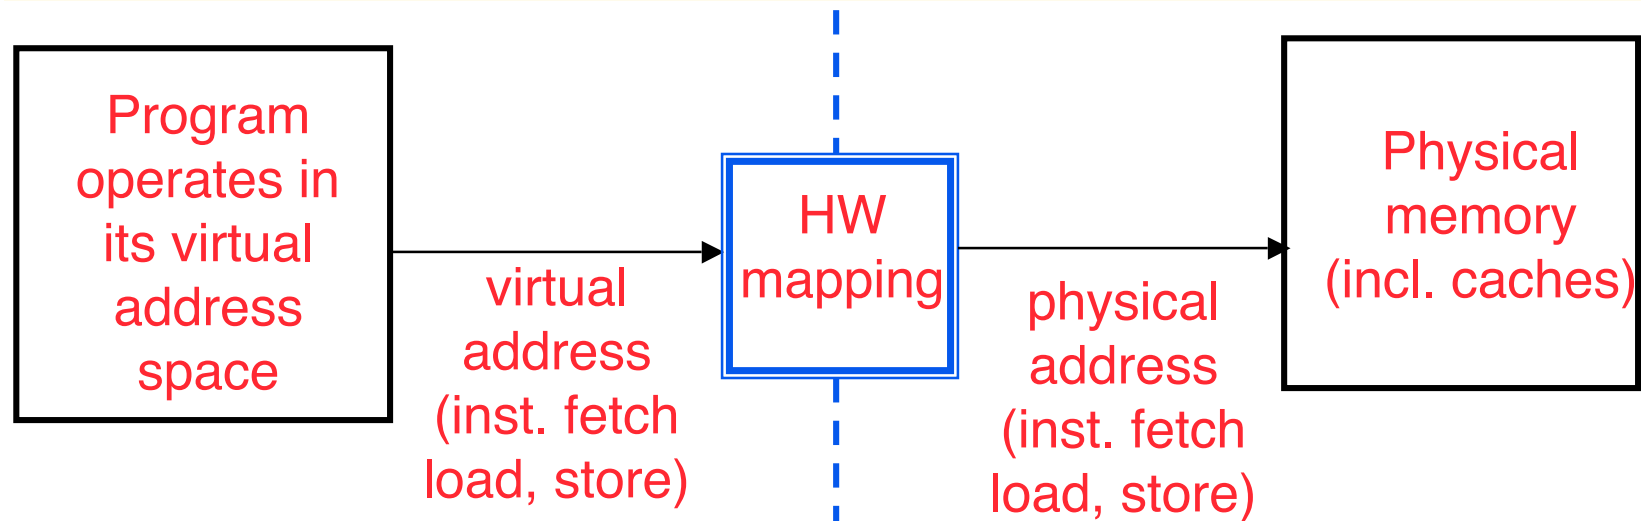 Program
operates in
its virtual
address
space
virtual
address
(inst. fetch
load, store)
HW
mapping
physical
address
(inst. fetch
load, store)
Physical
memory
(incl. caches)